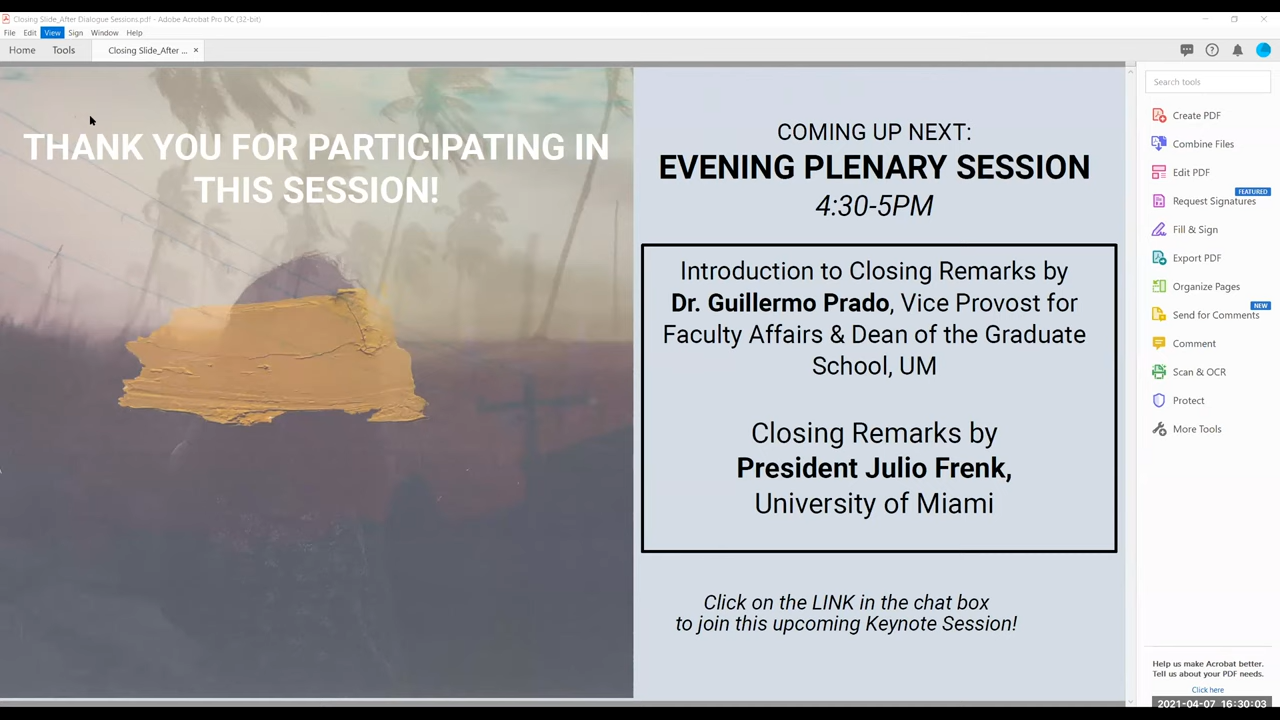 Closing Slide_After Dialogue Sessions.pdf - Adobe Acrobat Pro DC (32-bit)
File Edit View Sign Window Help
Home Tools Closing Slide_After ... ×
THANK YOU FOR PARTICIPATING IN
THIS SESSION!
COMING UP NEXT:
EVENING PLENARY SESSION
4:30-5PM
Introduction to Closing Remarks by
Dr. Guillermo Prado, Vice Provost for
Faculty Affairs & Dean of the Graduate
School, UM
Closing Remarks by
President Julio Frenk,
University of Miami
Click on the LINK in the chat box
to join this upcoming Keynote Session!
Search tools
Create PDF
Combine Files
Edit PDF
FEATURED
Request Signatures
Fill & Sign
Export PDF
Organize Pages
NEW
Send for Comments
Comment
Scan & OCR
Protect
More Tools
Help us make Acrobat better.
Tell us about your PDF needs.
Click here
2021-04-07 16:30:03